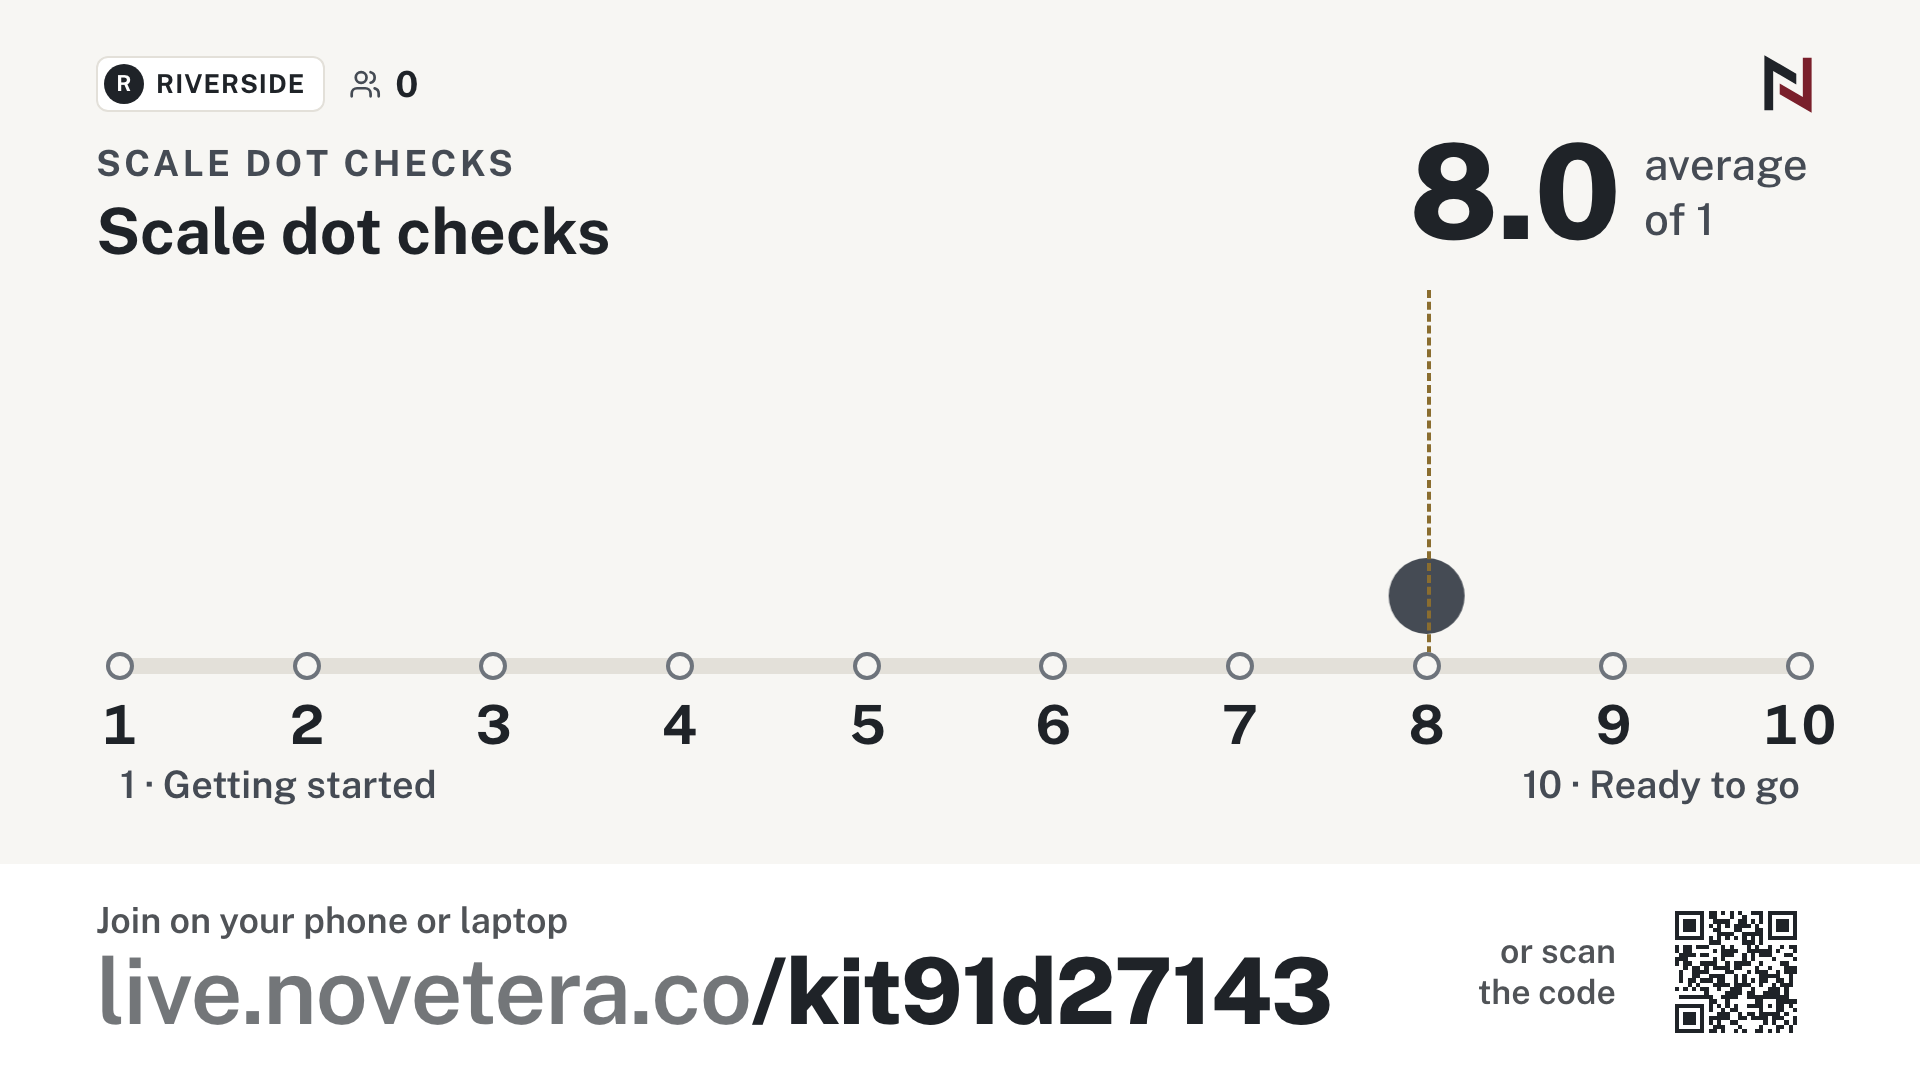 R RIVERSIDE 0
SCALE DOT CHECKS
Scale dot checks
8.0 average
of 1
1 2 3 4 5 6 7 8 9 10
1 · Getting started
10 · Ready to go
Join on your phone or laptop
live.novetera.co/kit91d27143
or scan
the code